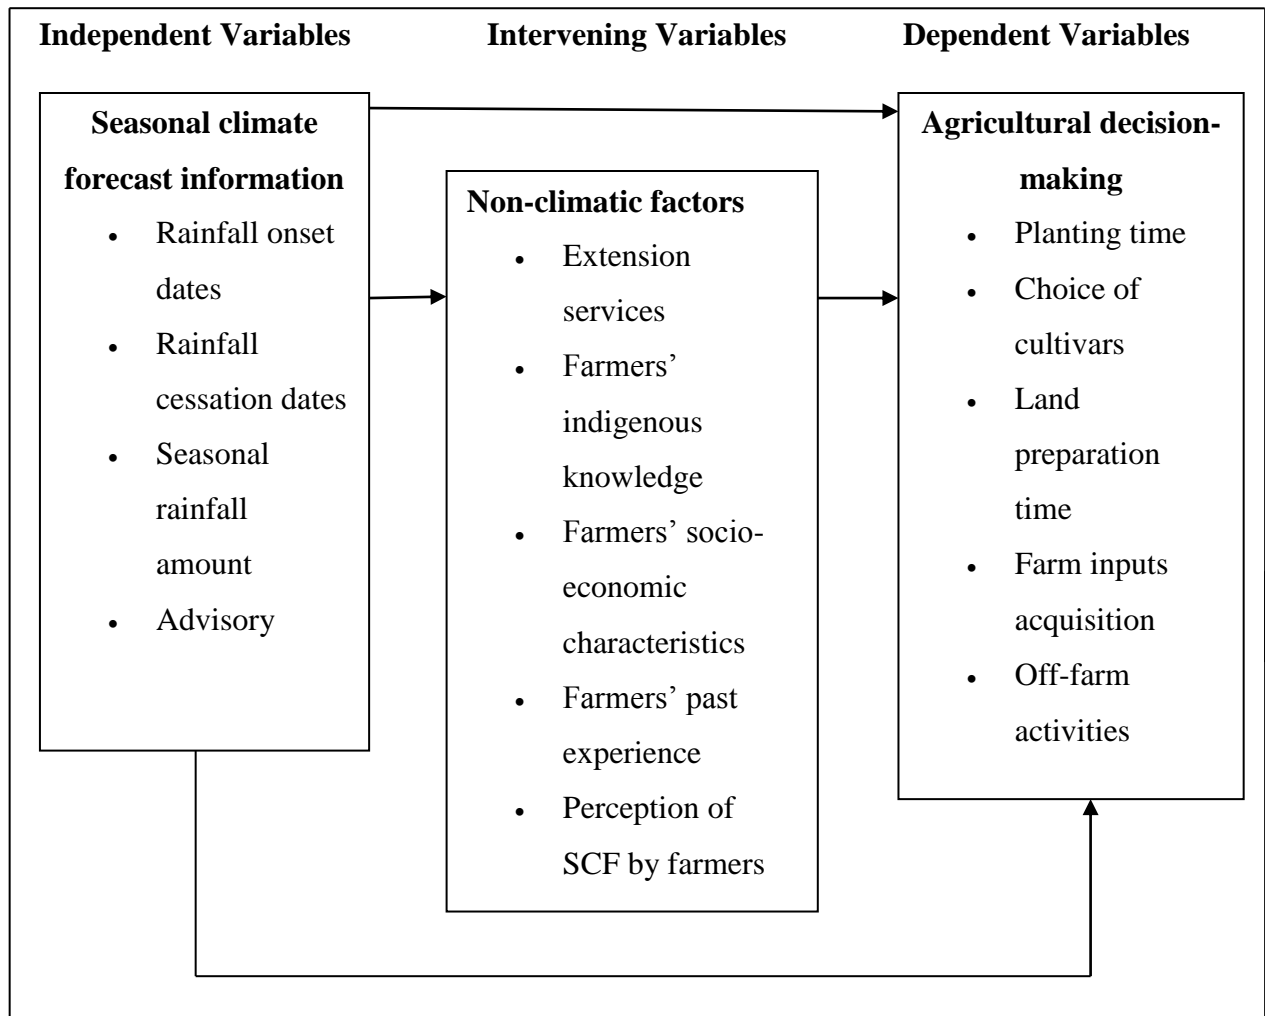 Independent Variables
Intervening Variables
Dependent Variables
Seasonal climate
forecast information
• Rainfall onset
dates
• Rainfall
cessation dates
• Seasonal
rainfall
amount
• Advisory
Non-climatic factors
• Extension
services
• Farmers’
indigenous
knowledge
• Farmers’ socio-
economic
characteristics
• Farmers’ past
experience
• Perception of
SCF by farmers
Agricultural decision-
making
• Planting time
• Choice of
cultivars
• Land
preparation
time
• Farm inputs
acquisition
• Off-farm
activities